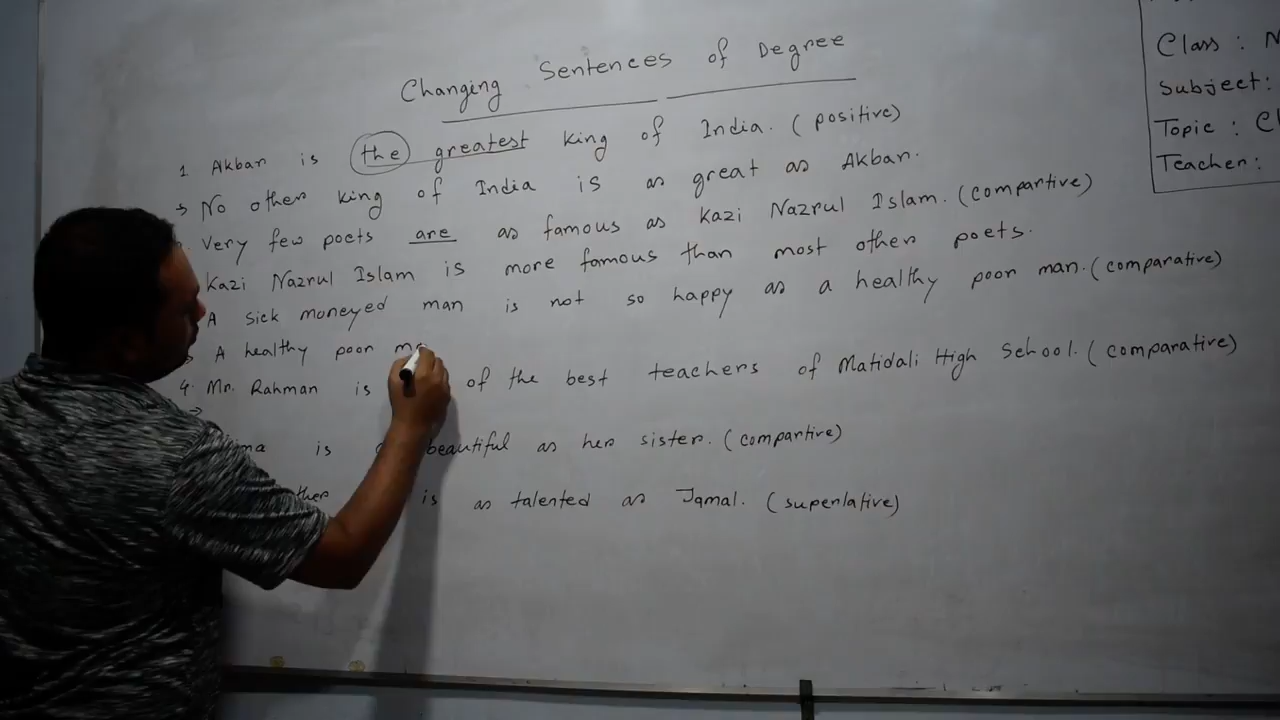 Changing Sentences of Degree
1 Akbar is the greatest king of India. (positive)
→ No other king of India is as great as Akbar.
Very few poets are as famous as Kazi Nazrul Islam. (compartive)
Kazi Nazrul Islam is more famous than most other poets.
A sick moneyed man is not so happy as a healthy poor man. (comparative)
A healthy poor ma
4. Mr. Rahman is of the best teachers of Matidali High School. (comparative)
→
is beautiful as her sister. (compartive)
is as talented as Jamal. (superlative)
Class :
Subject:
Topic :
Teacher: